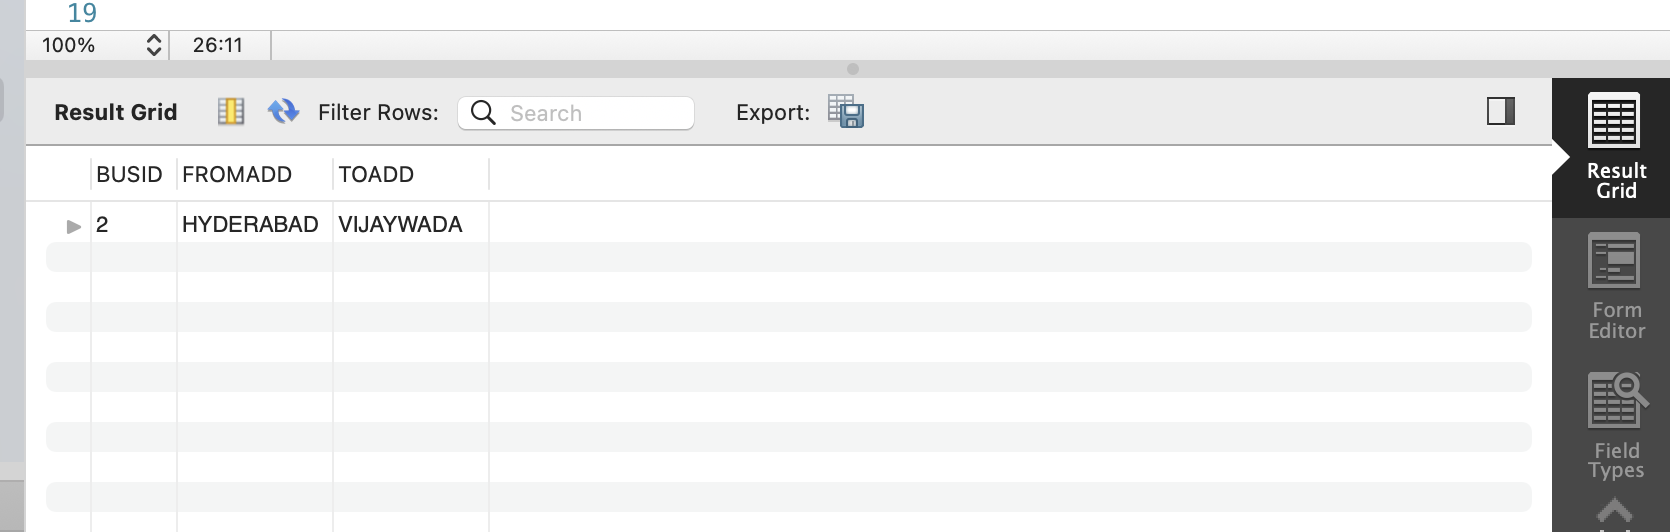 19
100% 26:11
Result Grid Filter Rows: Search Export:
BUSID FROMADD TOADD
2 HYDERABAD VIJAYWADA
Result
Grid
Form
Editor
Field
Types